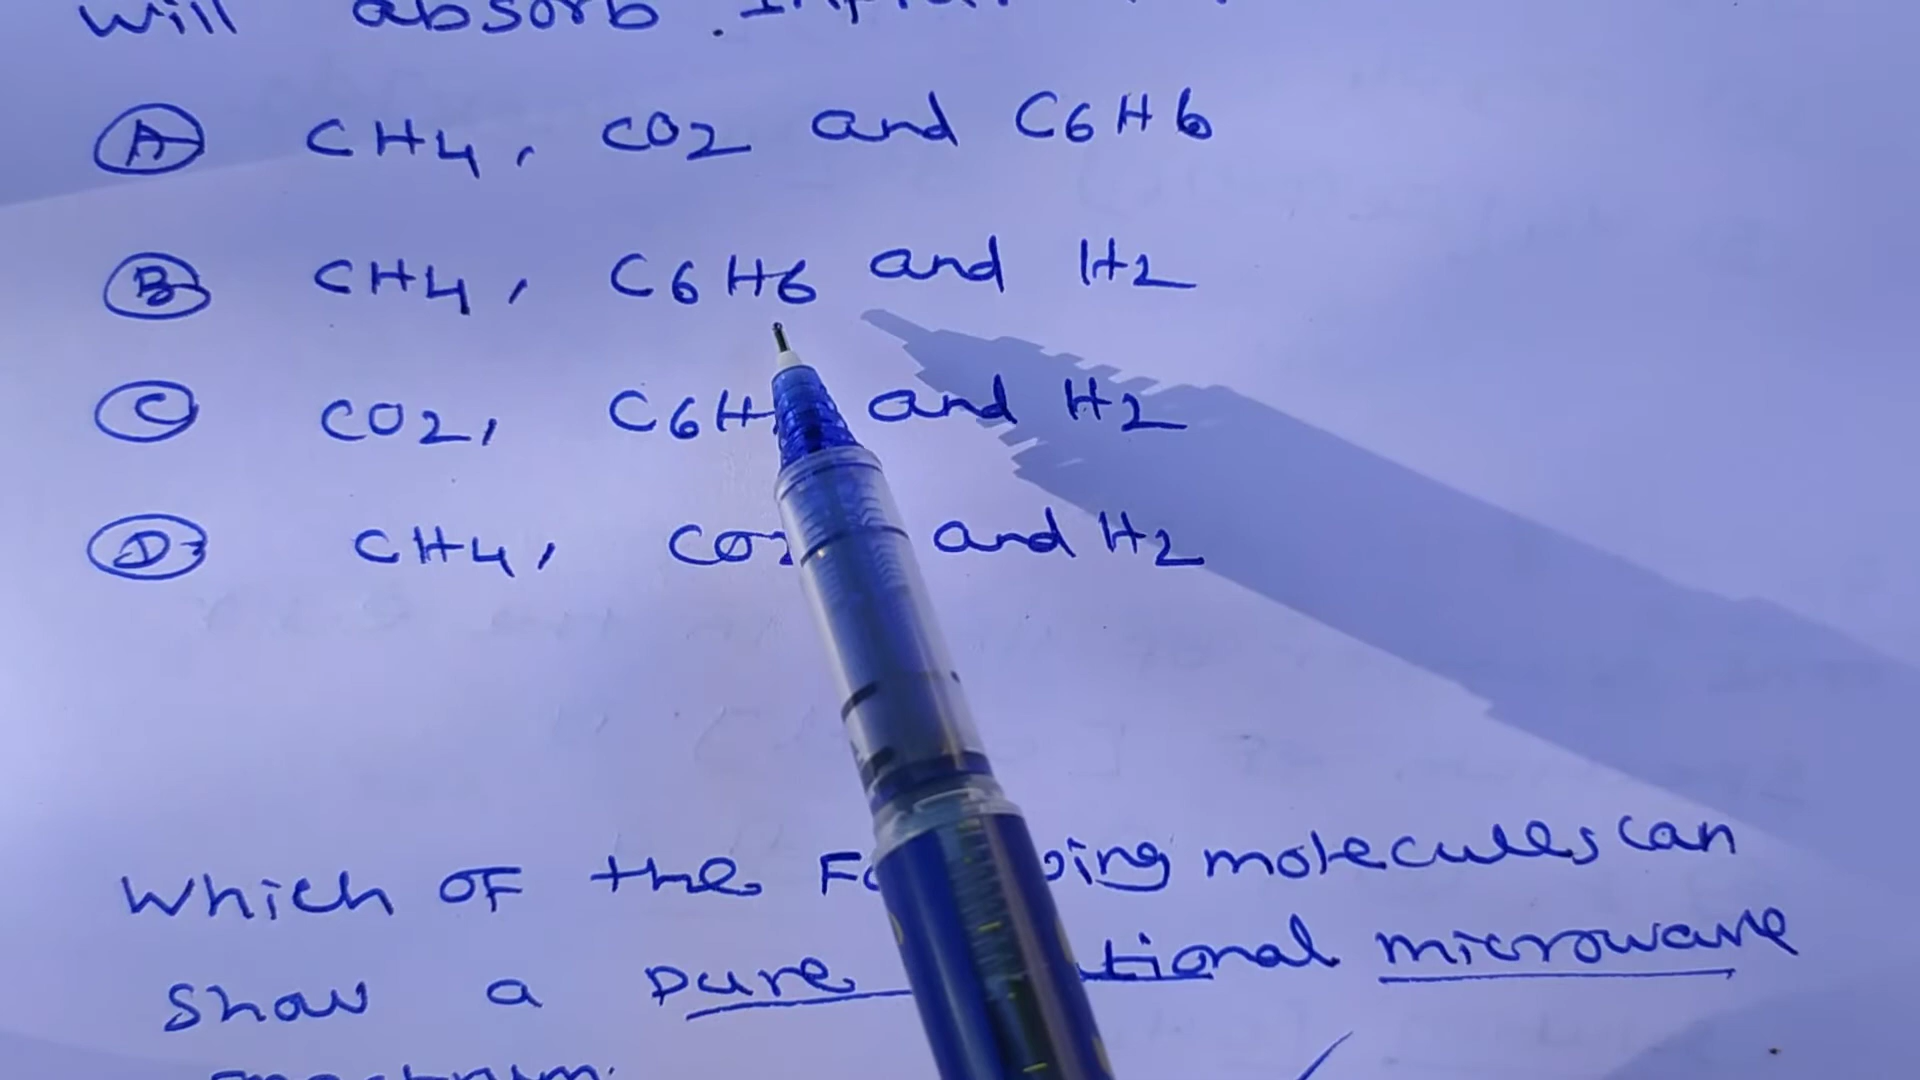 will absorb
(A) CH4, CO2 and C6H6
(B) CH4, C6H6 and H2
(C) CO2, C6H and H2
(D) CH4, CO2 and H2
Which OF the molecules can
show a pure microwave